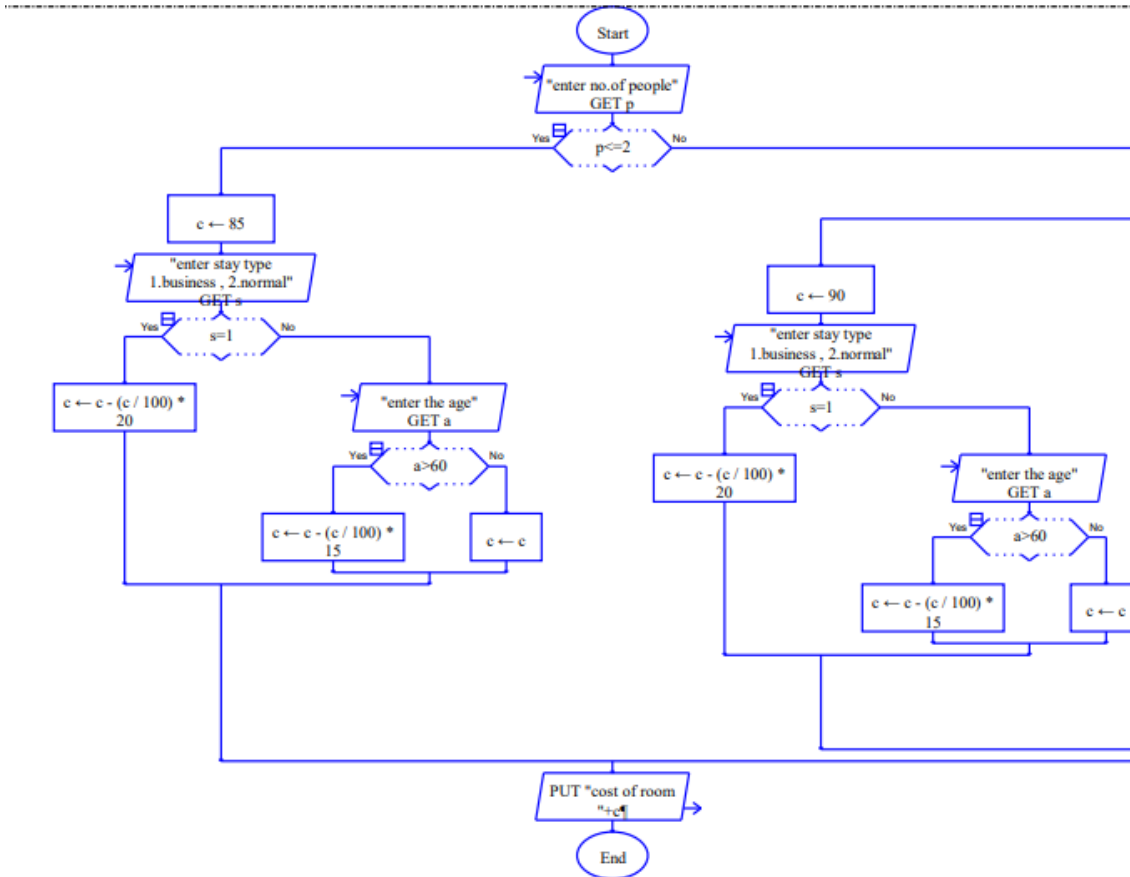 Start
"enter no.of people"
GET p
Yes
No
p<=2
c ← 85
"enter stay type
1.business , 2.normal"
GET s
Yes
No
s=1
c ← c - (c / 100) *
20
"enter the age"
GET a
Yes
No
a>60
c ← c - (c / 100) *
15
c ← c
c ← 90
"enter stay type
1.business , 2.normal"
GET s
Yes
No
s=1
c ← c - (c / 100) *
20
"enter the age"
GET a
Yes
No
a>60
c ← c - (c / 100) *
15
c ← c
PUT "cost of room
"+c¶
End